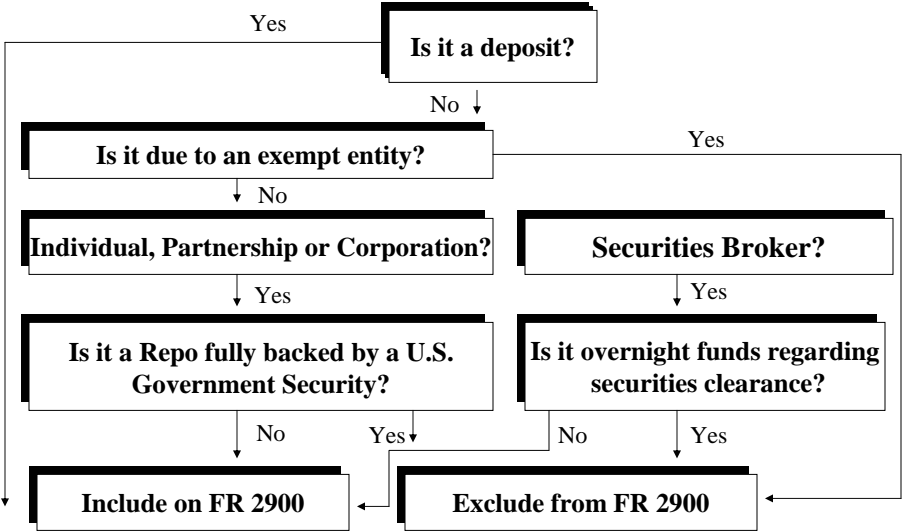 Yes
Is it a deposit?
No
Is it due to an exempt entity?
Yes
No
Individual, Partnership or Corporation?
Securities Broker?
Yes
Yes
Is it a Repo fully backed by a U.S.
Government Security?
Is it overnight funds regarding
securities clearance?
No
Yes
No
Yes
Include on FR 2900
Exclude from FR 2900